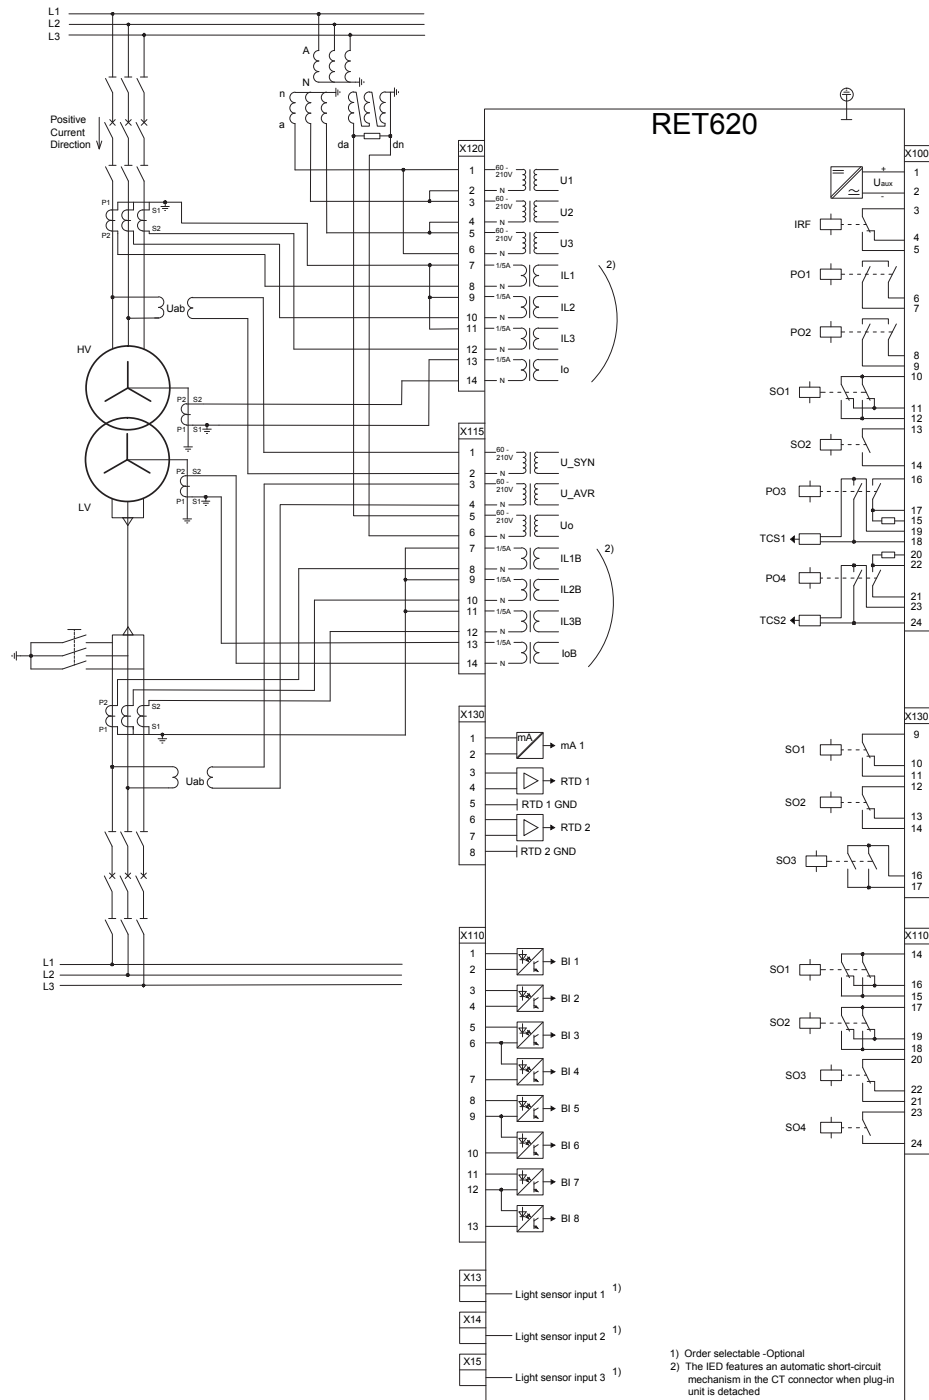 L1
L2
L3
A
N
n
a
da
dn
Positive
Current
Direction
P1
P2
S1
S2
Uab
HV
LV
P2 S2
P1 S1
P2 S2
P1 S1
P2
P1
S2
S1
Uab
L1
L2
L3
RET620
X120
1 60 - 210V U1
2 N
3 60 - 210V U2
4 N
5 60 - 210V U3
6 N
7 1/5A IL1 2)
8 N
9 1/5A IL2
10 N
11 1/5A IL3
12 N
13 1/5A Io
14 N
X115
1 60 - 210V U_SYN
2 N
3 60 - 210V U_AVR
4 N
5 60 - 210V Uo
6 N
7 1/5A IL1B 2)
8 N
9 1/5A IL2B
10 N
11 1/5A IL3B
12 N
13 1/5A IoB
14 N
X130
1 mA mA 1
2
3 RTD 1
4
5 RTD 1 GND
6 RTD 2
7
8 RTD 2 GND
X110
1 BI 1
2
3 BI 2
4
5 BI 3
6
BI 4
7
8 BI 5
9
BI 6
10
11 BI 7
12
BI 8
13
X13
Light sensor input 1 1)
X14
Light sensor input 2 1)
X15
Light sensor input 3 1)
X100
+ 1
Uaux
- 2
IRF 3
4
5
PO1
6
7
PO2
8
9
SO1 10
11
12
SO2 13
14
PO3 16
17
15
TCS1 19
18
20
22
PO4
21
23
TCS2 24
X130
SO1 9
10
11
SO2 12
13
14
SO3
16
17
X110
SO1 14
16
15
SO2 17
19
18
SO3 20
22
21
SO4 23
24
1) Order selectable -Optional
2) The IED features an automatic short-circuit
mechanism in the CT connector when plug-in
unit is detached